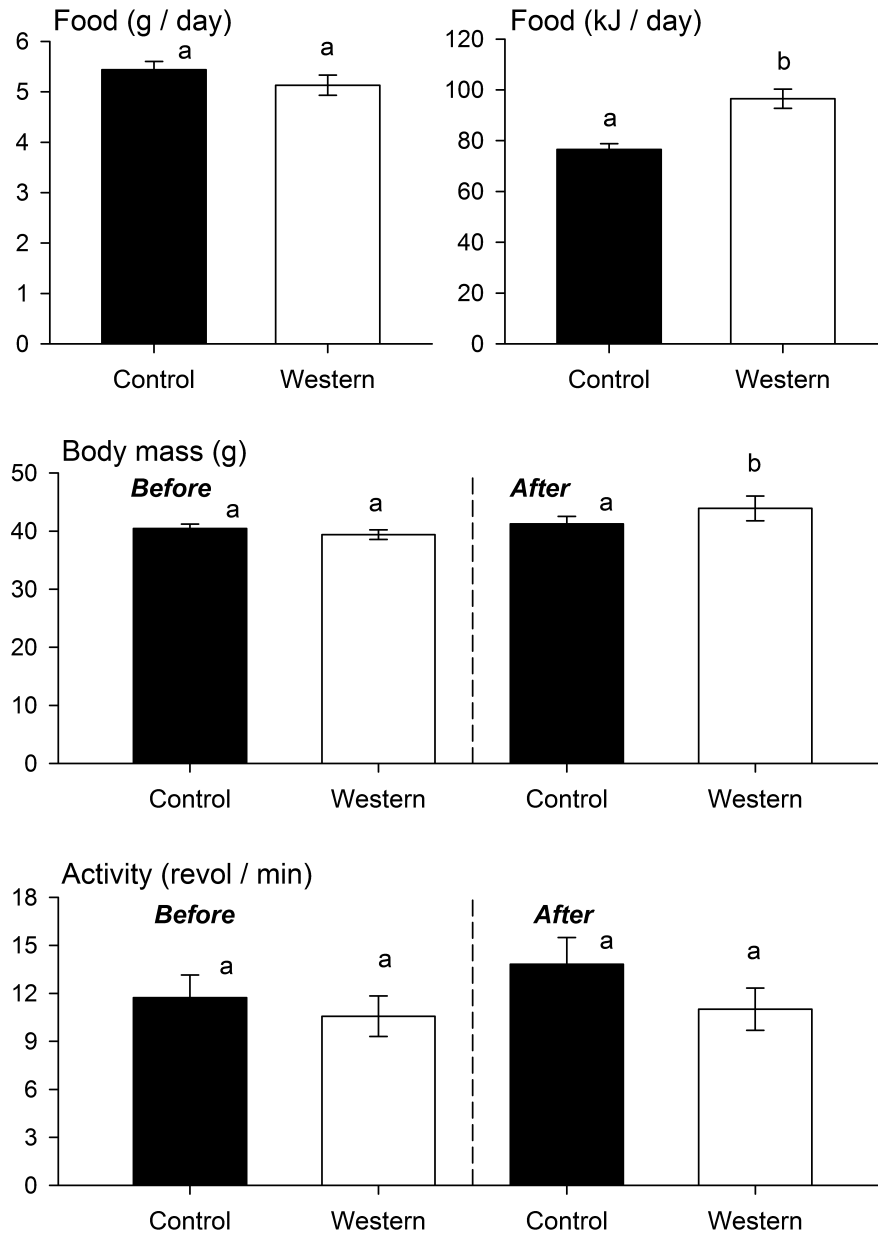 Food (g / day)
6
5
4
3
2
1
0
a
a
Control
Western
Food (kJ / day)
120
100
80
60
40
20
0
a
b
Control
Western
Body mass (g)
50
40
30
20
10
0
Before
a
a
After
a
b
Control
Western
Control
Western
Activity (revol / min)
18
15
12
9
6
3
0
Before
a
a
After
a
a
Control
Western
Control
Western